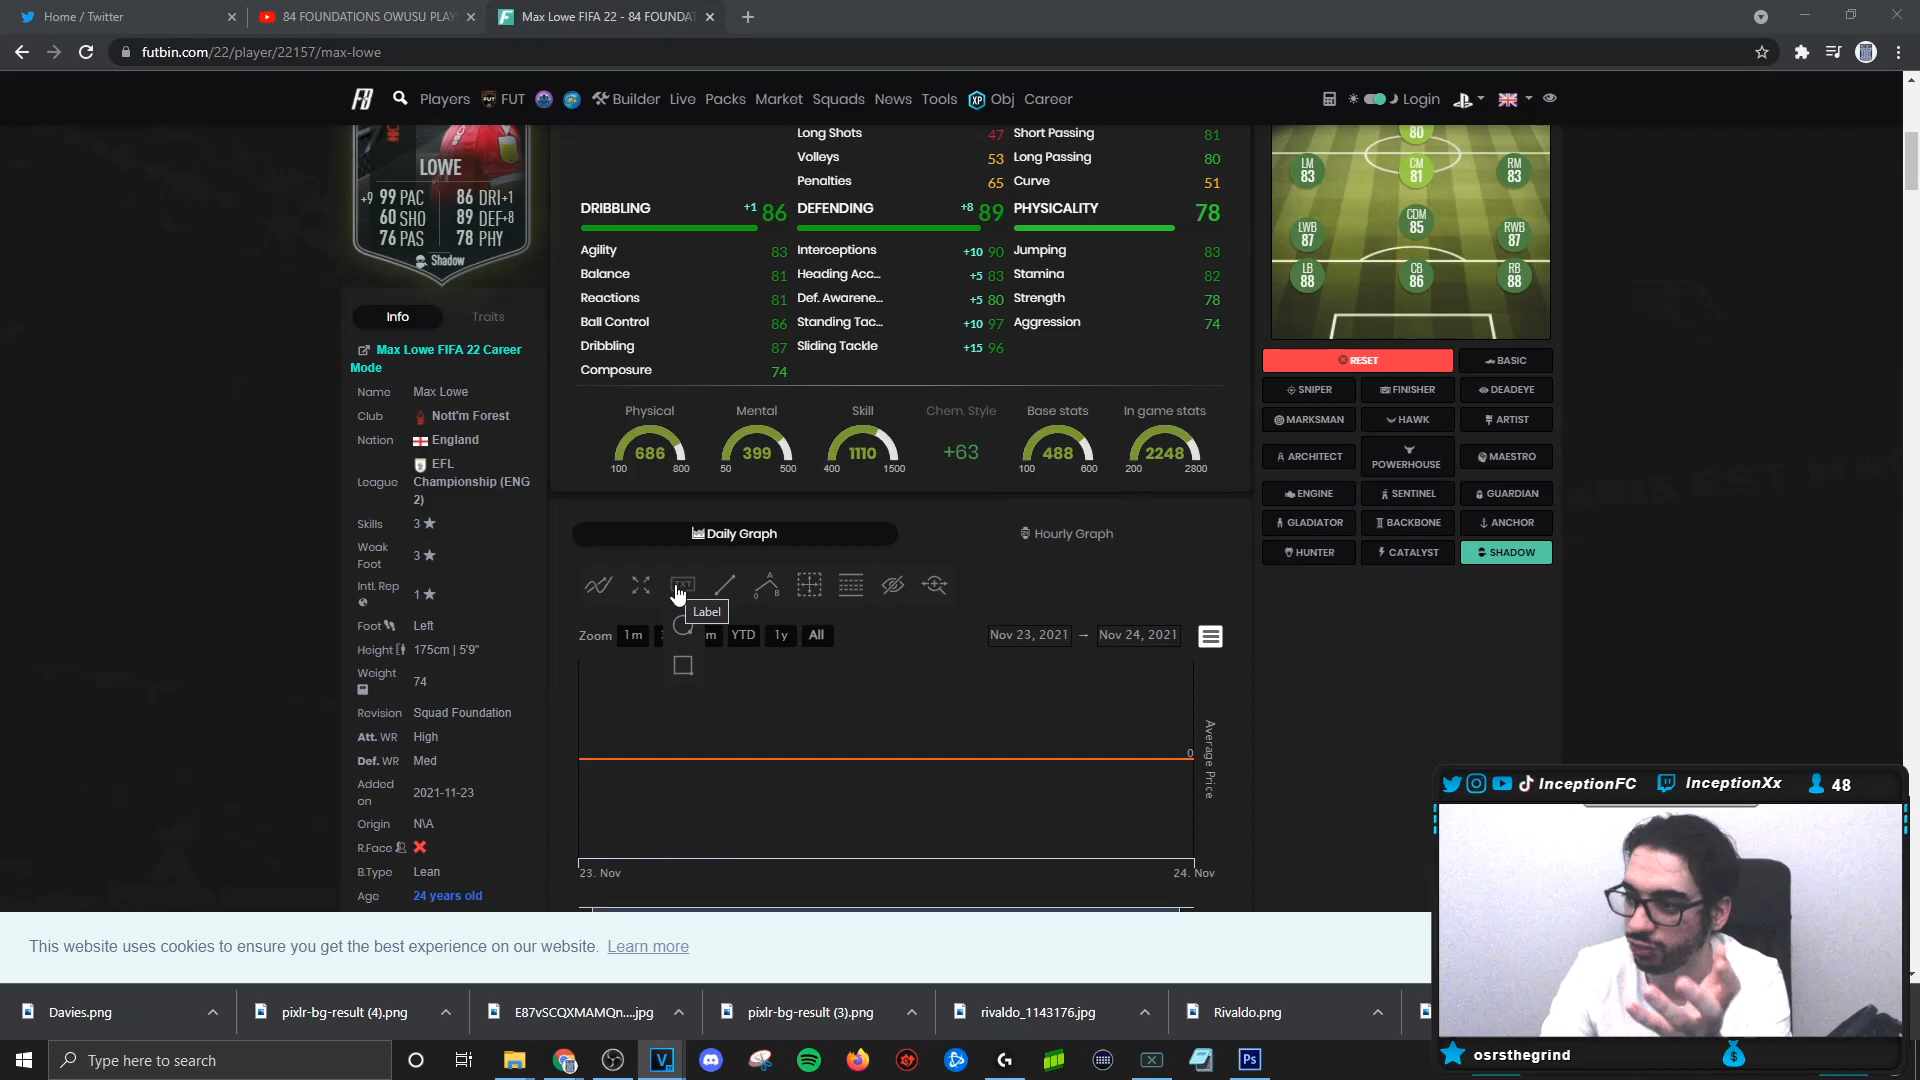 Home / Twitter
84 FOUNDATIONS OWUSU PLAY
Max Lowe FIFA 22 - 84 FOUNDAT
futbin.com/22/player/22157/max-lowe
Players FUT Builder Live Packs Market Squads News Tools XP Obj Career
Login
LOWE
+9 99 PAC 86 DRI+1
60 SHO 89 DEF+8
76 PAS 78 PHY
Shadow
Long Shots 47 Short Passing 81
Volleys 53 Long Passing 80
Penalties 65 Curve 51
DRIBBLING +1 86 DEFENDING +8 89 PHYSICALITY 78
Agility 83 Interceptions +10 90 Jumping 83
Balance 81 Heading Acc... +5 83 Stamina 82
Reactions 81 Def. Awarene... +5 80 Strength 78
Ball Control 86 Standing Tac... +10 97 Aggression 74
Dribbling 87 Sliding Tackle +15 96
Composure 74
Physical Mental Skill Chem. Style Base stats In game stats
686 399 1110 +63 488 2248
100 800 50 500 400 1500 100 600 200 2800
80
LM 83 CM 81 RM 83
CDM 85
LWB 87 RWB 87
LB 88 CB 86 RB 88
RESET BASIC
SNIPER FINISHER DEADEYE
MARKSMAN HAWK ARTIST
ARCHITECT POWERHOUSE MAESTRO
ENGINE SENTINEL GUARDIAN
GLADIATOR BACKBONE ANCHOR
HUNTER CATALYST SHADOW
Info Traits
Max Lowe FIFA 22 Career
Mode
Name Max Lowe
Club Nott'm Forest
Nation England
League EFL Championship (ENG 2)
Skills 3
Weak Foot 3
Intl. Rep 1
Foot Left
Height 175cm | 5'9"
Weight 74
Revision Squad Foundation
Att. WR High
Def. WR Med
Added on 2021-11-23
Origin N\A
R.Face
B.Type Lean
Age 24 years old
Daily Graph Hourly Graph
TXT
Label
Zoom 1m m YTD 1y All
Nov 23, 2021 → Nov 24, 2021
0
Average Price
23. Nov 24. Nov
This website uses cookies to ensure you get the best experience on our website. Learn more
InceptionFC InceptionXx 48
osrsthegrind
Davies.png
pixlr-bg-result (4).png
E87vSCQXMAMQn....jpg
pixlr-bg-result (3).png
rivaldo_1143176.jpg
Rivaldo.png
Type here to search
Ps